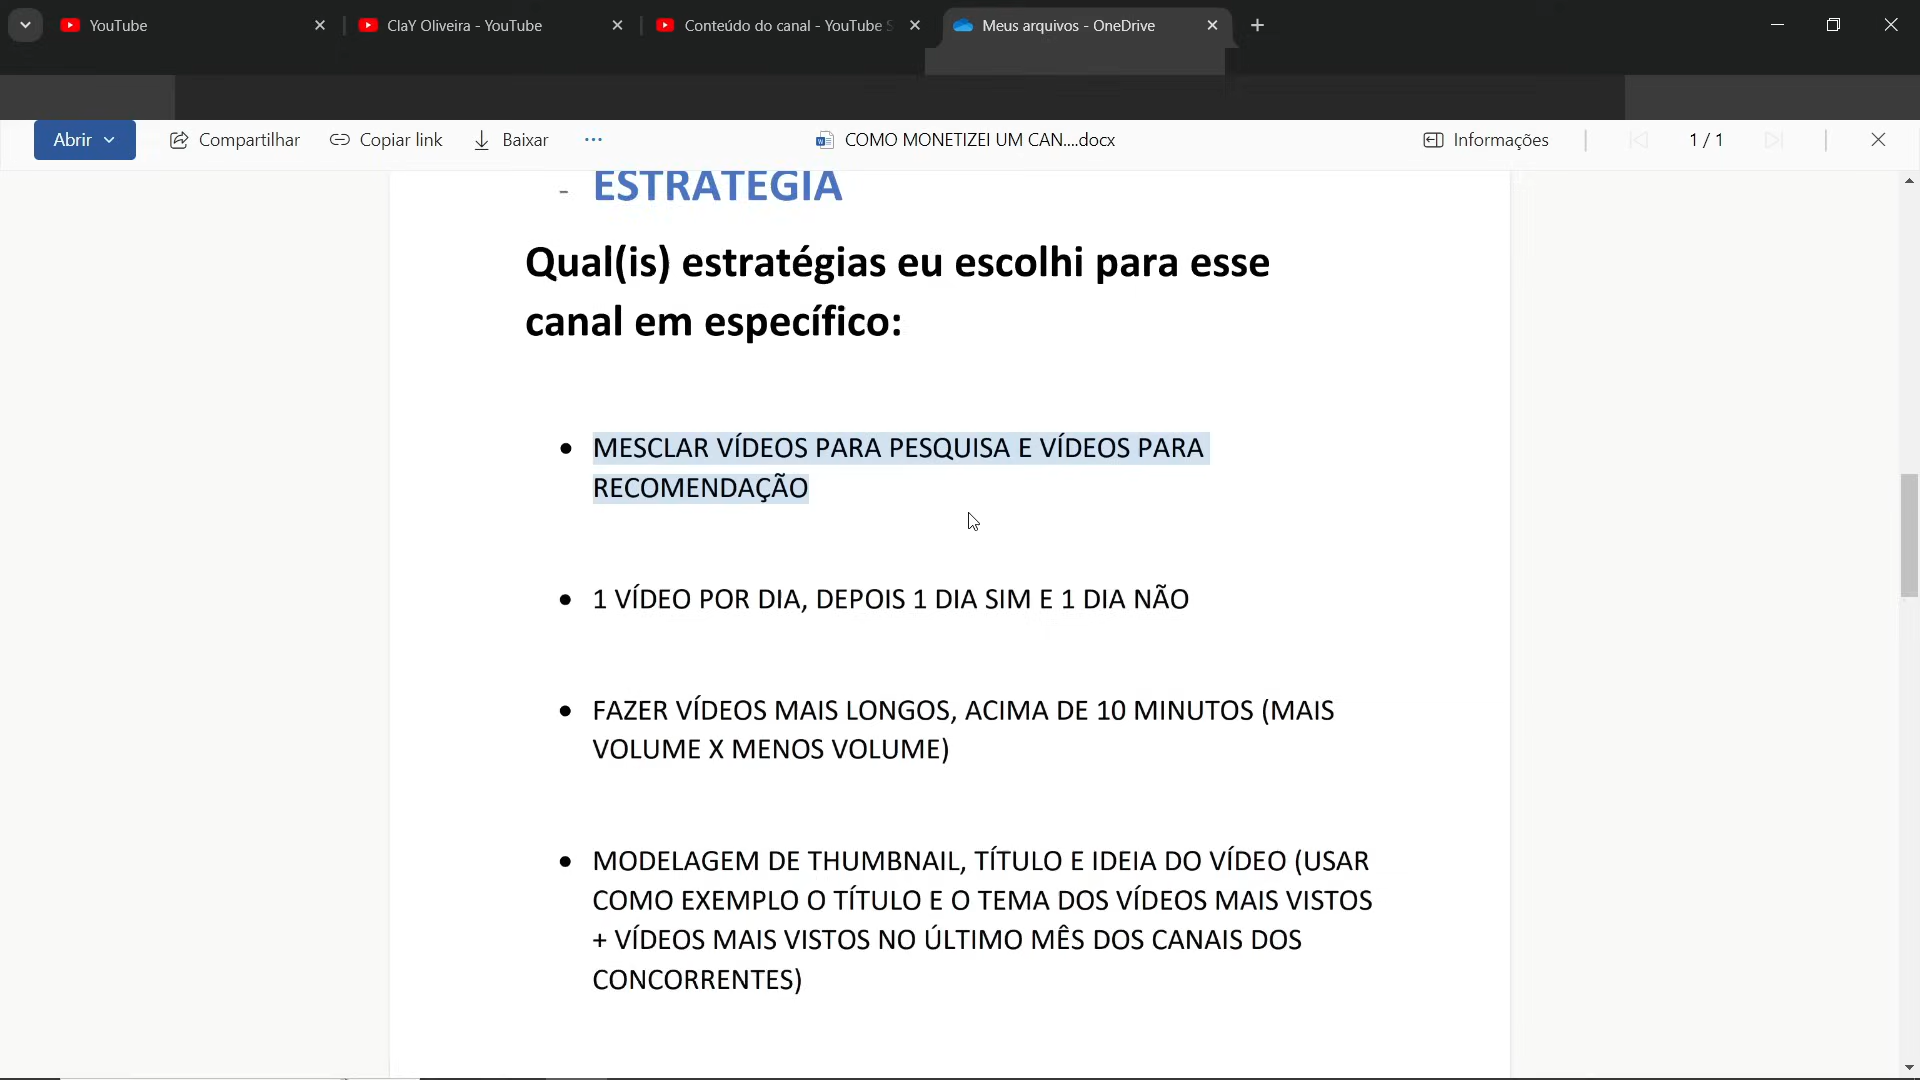 YouTube
ClaY Oliveira - YouTube
Conteúdo do canal - YouTube S
Meus arquivos - OneDrive
Abrir
Compartilhar
Copiar link
Baixar
COMO MONETIZEI UM CAN....docx
Informações
1 / 1
- ESTRATÉGIA
Qual(is) estratégias eu escolhi para esse
canal em específico:
• MESCLAR VÍDEOS PARA PESQUISA E VÍDEOS PARA
RECOMENDAÇÃO
• 1 VÍDEO POR DIA, DEPOIS 1 DIA SIM E 1 DIA NÃO
• FAZER VÍDEOS MAIS LONGOS, ACIMA DE 10 MINUTOS (MAIS
VOLUME X MENOS VOLUME)
• MODELAGEM DE THUMBNAIL, TÍTULO E IDEIA DO VÍDEO (USAR
COMO EXEMPLO O TÍTULO E O TEMA DOS VÍDEOS MAIS VISTOS
+ VÍDEOS MAIS VISTOS NO ÚLTIMO MÊS DOS CANAIS DOS
CONCORRENTES)